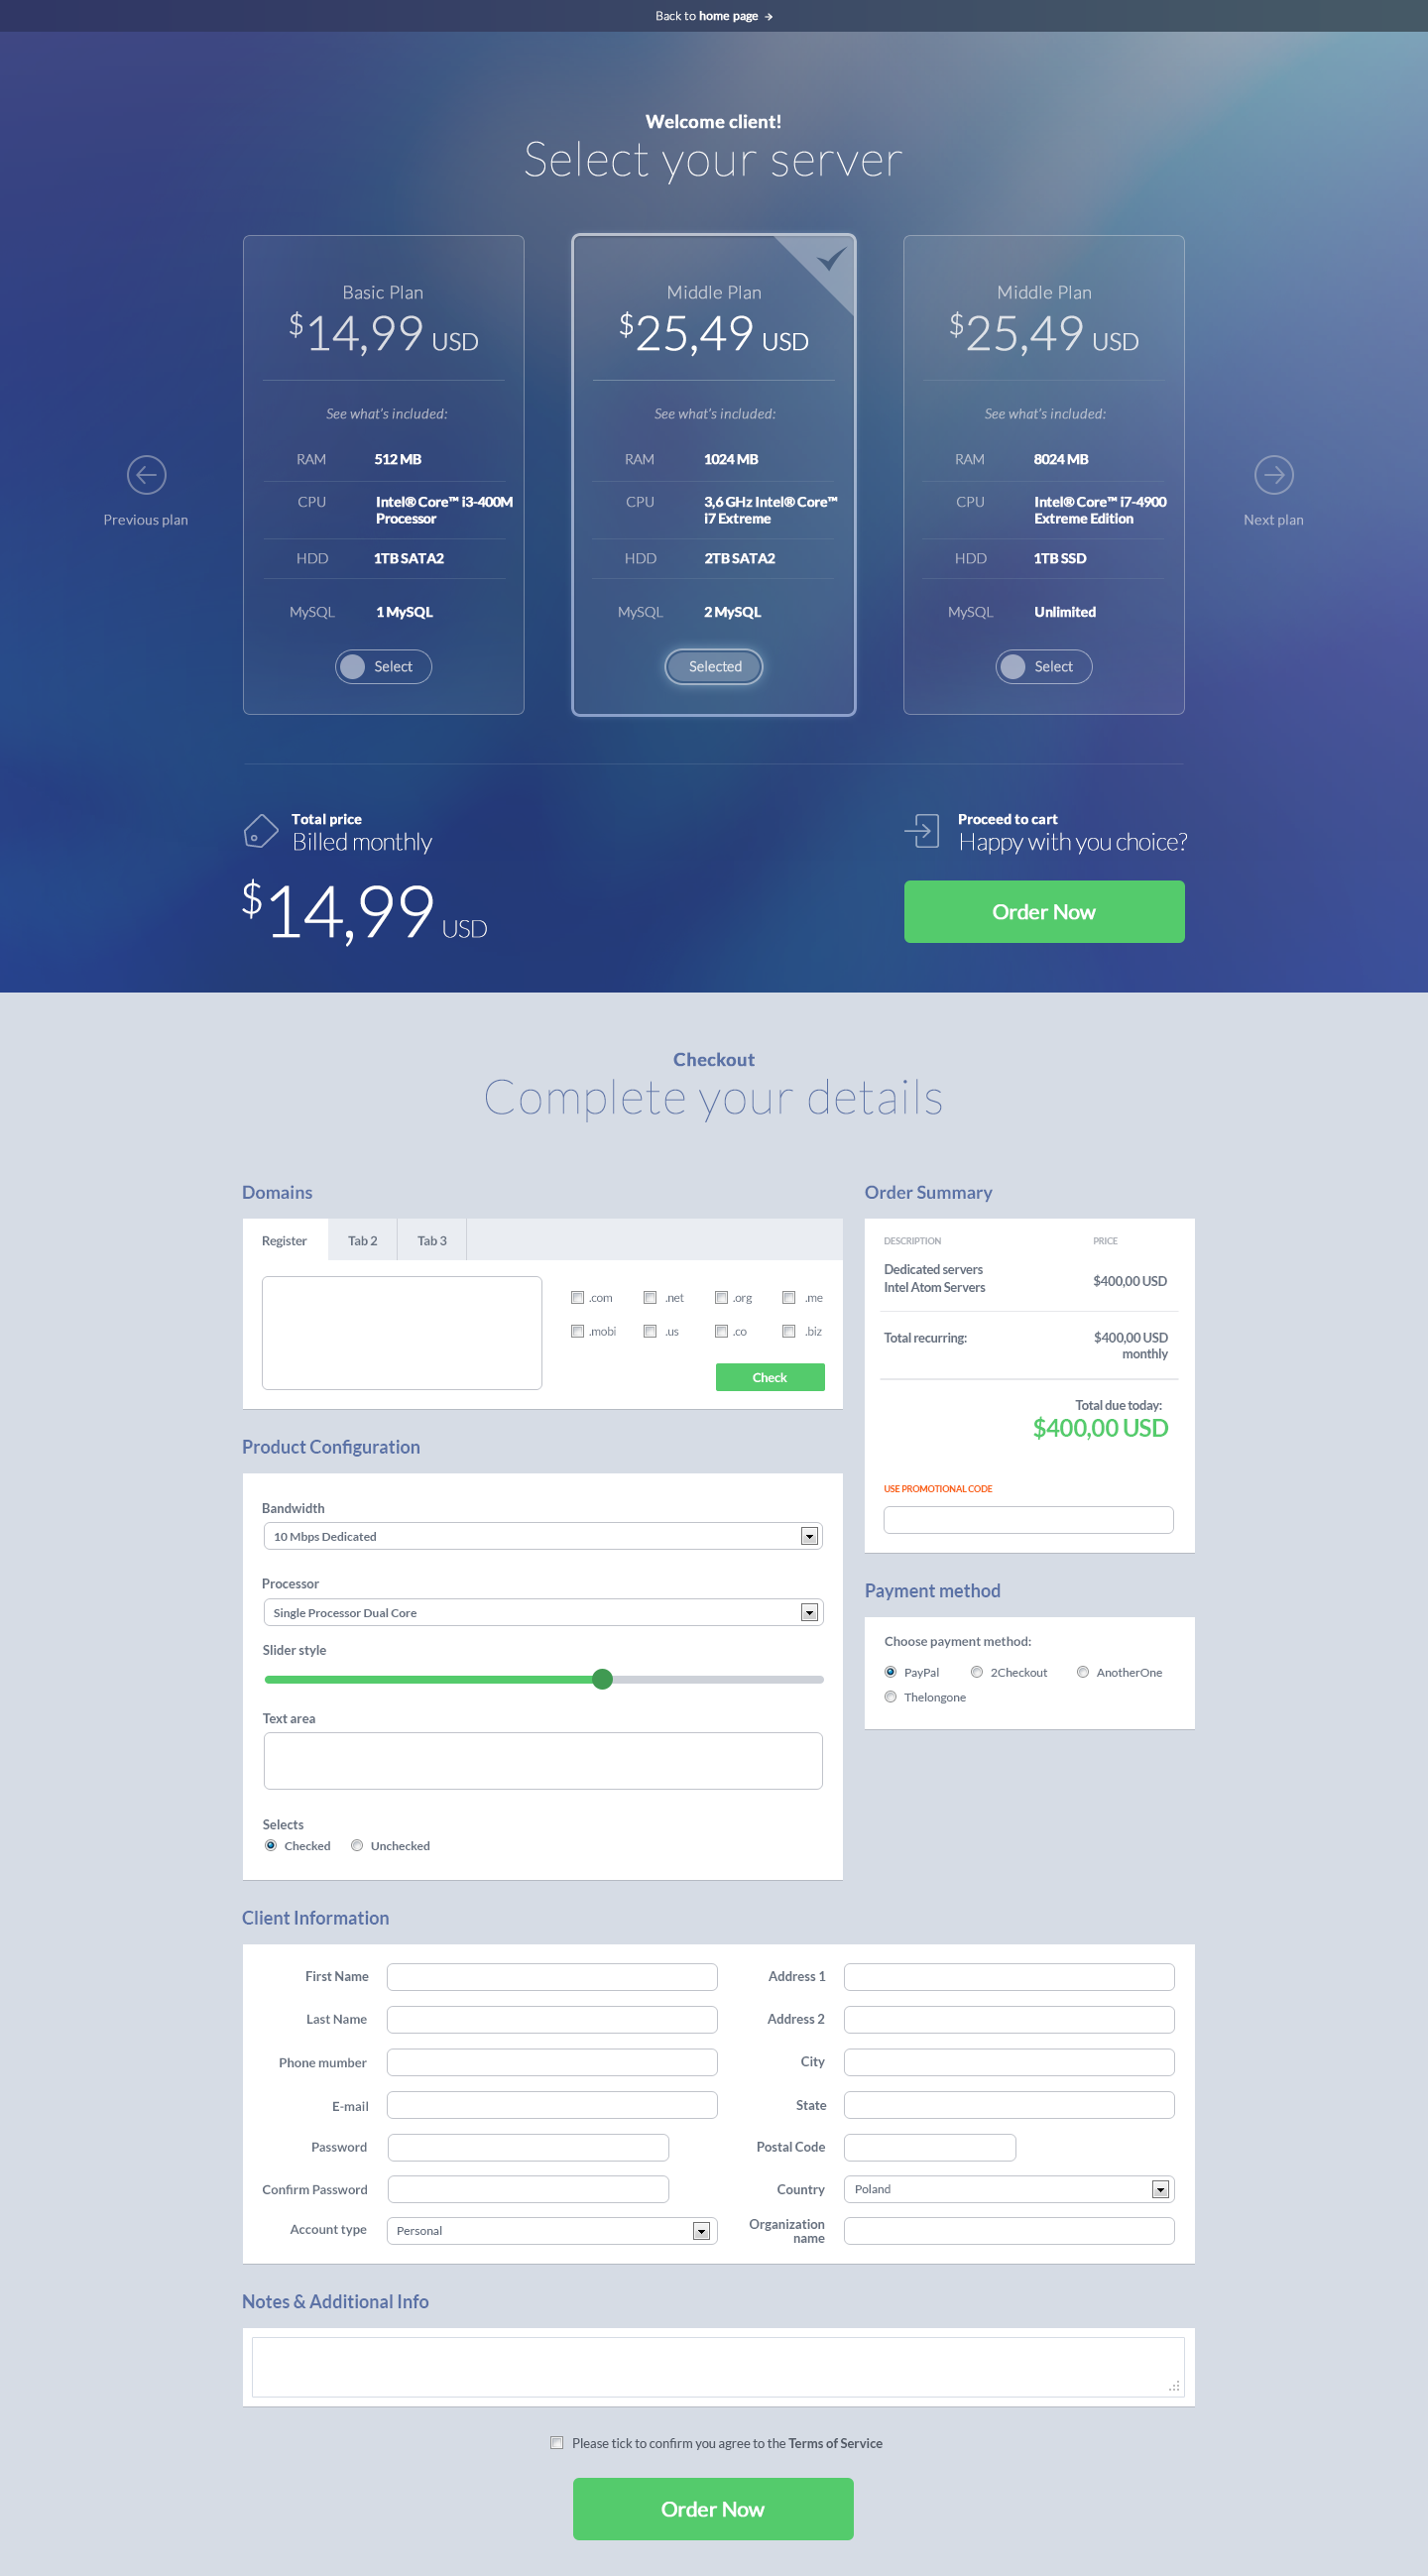 Back to home page →
Welcome client!
Select your server
Basic Plan
$14,99 USD
See what's included:
RAM 512 MB
CPU Intel® Core™ i3-400M
Processor
HDD 1TB SATA2
MySQL 1 MySQL
Select
Middle Plan
$25,49 USD
See what's included:
RAM 1024 MB
CPU 3,6 GHz Intel® Core™
i7 Extreme
HDD 2TB SATA2
MySQL 2 MySQL
Selected
Middle Plan
$25,49 USD
See what's included:
RAM 8024 MB
CPU Intel® Core™ i7-4900
Extreme Edition
HDD 1TB SSD
MySQL Unlimited
Select
Previous plan
Next plan
Total price
Billed monthly
$14,99 USD
Proceed to cart
Happy with you choice?
Order Now
Checkout
Complete your details
Domains
Register Tab 2 Tab 3
.com .net .org .me
.mobi .us .co .biz
Check
Product Configuration
Bandwidth
10 Mbps Dedicated
Processor
Single Processor Dual Core
Slider style
Text area
Selects
Checked Unchecked
Order Summary
DESCRIPTION PRICE
Dedicated servers
Intel Atom Servers
$400,00 USD
Total recurring: $400,00 USD
monthly
Total due today:
$400,00 USD
USE PROMOTIONAL CODE
Payment method
Choose payment method:
PayPal 2Checkout AnotherOne
Thelongone
Client Information
First Name
Last Name
Phone mumber
E-mail
Password
Confirm Password
Account type Personal
Address 1
Address 2
City
State
Postal Code
Country Poland
Organization
name
Notes & Additional Info
Please tick to confirm you agree to the Terms of Service
Order Now